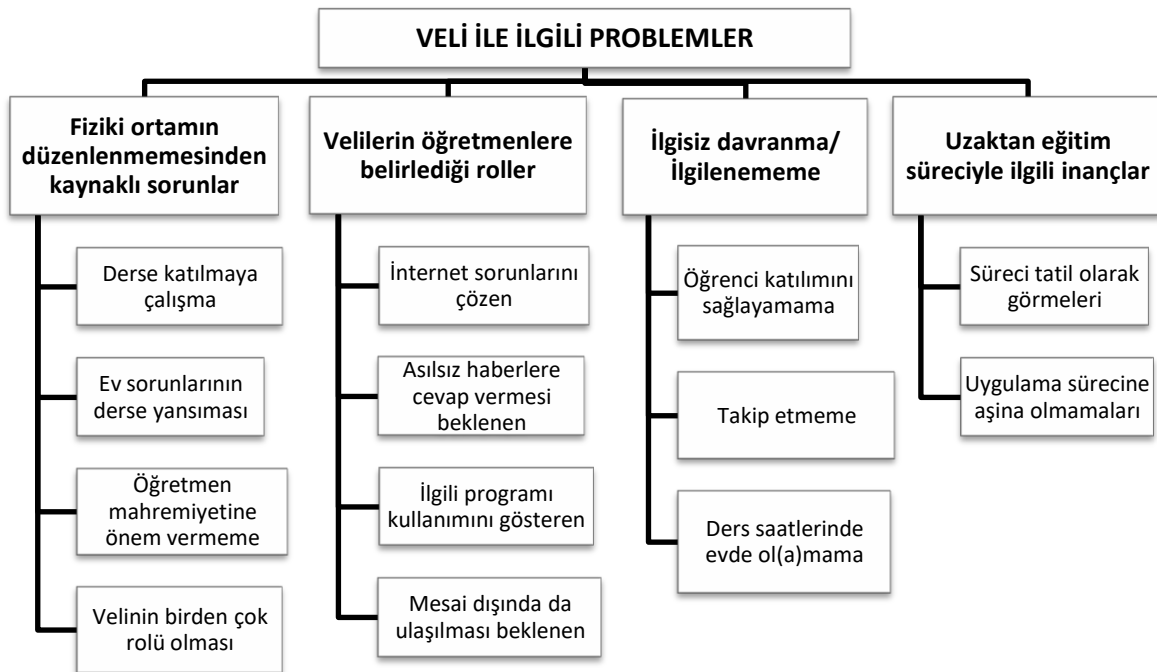 VELİ İLE İLGİLİ PROBLEMLER
Fiziki ortamın
düzenlenmemesinden
kaynaklı sorunlar
Derse katılmaya
çalışma
Ev sorunlarının
derse yansıması
Öğretmen
mahremiyetine
önem vermeme
Velinin birden çok
rolü olması
Velilerin öğretmenlere
belirlediği roller
İnternet sorunlarını
çözen
Asılsız haberlere
cevap vermesi
beklenen
İlgili programı
kullanımını gösteren
Mesai dışında da
ulaşılması beklenen
İlgisiz davranma/
İlgilenememe
Öğrenci katılımını
sağlayamama
Takip etmeme
Ders saatlerinde
evde ol(a)mama
Uzaktan eğitim
süreciyle ilgili inançlar
Süreci tatil olarak
görmeleri
Uygulama sürecine
aşina olmamaları